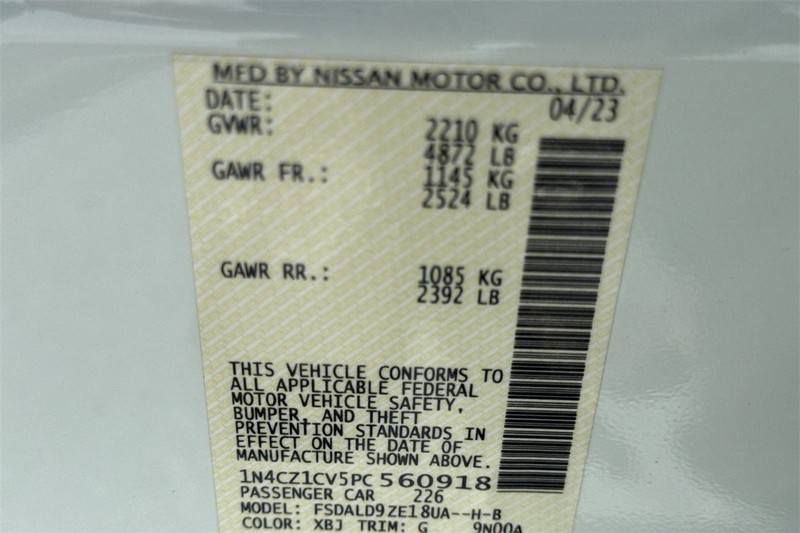 MFD BY NISSAN MOTOR CO., LTD.
DATE: 04/23
GVWR: 2210 KG
4872 LB
GAWR FR.: 1145 KG
2524 LB
GAWR RR.: 1085 KG
2392 LB
THIS VEHICLE CONFORMS TO
ALL APPLICABLE FEDERAL
MOTOR VEHICLE SAFETY,
BUMPER, AND THEFT
PREVENTION STANDARDS IN
EFFECT ON THE DATE OF
MANUFACTURE SHOWN ABOVE.
1N4CZ1CV5PC560918
PASSENGER CAR 226
MODEL: FSDALD9ZE18UA--H-B
COLOR: XBJ TRIM: G 9N00A